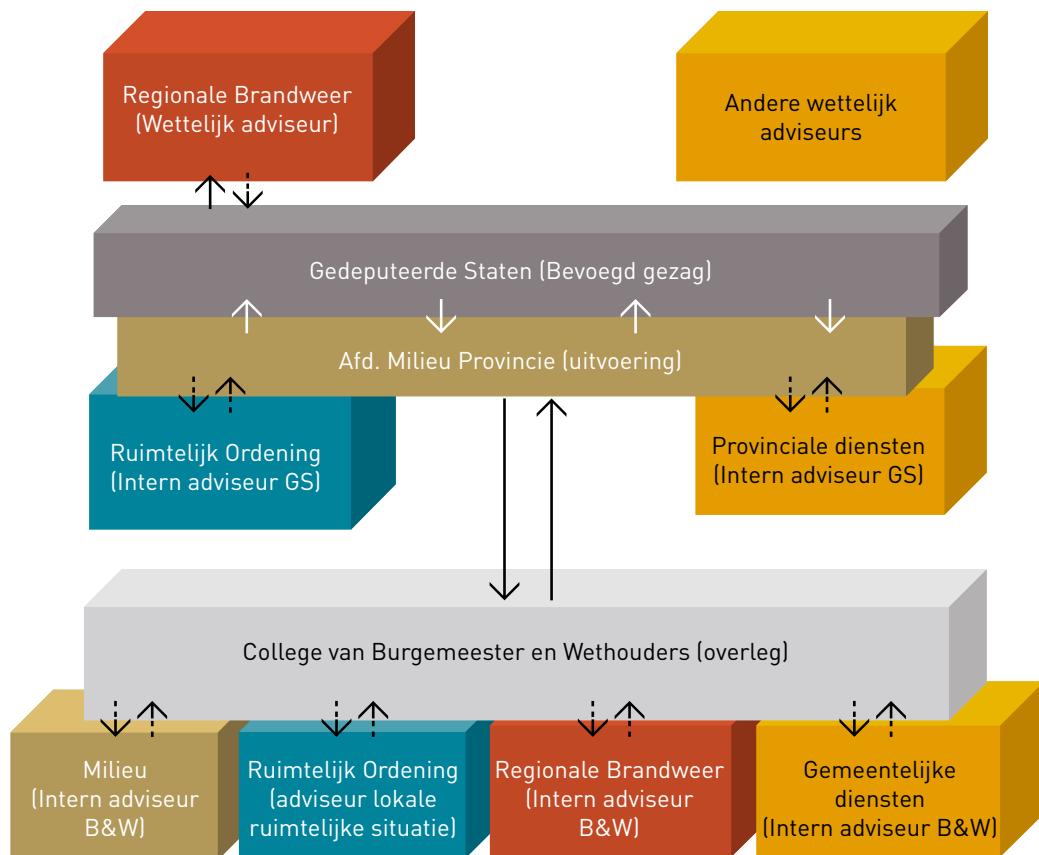 Regionale Brandweer
(Wettelijk adviseur)
Andere wettelijk
adviseurs
Gedeputeerde Staten (Bevoegd gezag)
Afd. Milieu Provincie (uitvoering)
Ruimtelijk Ordening
(Intern adviseur GS)
Provinciale diensten
(Intern adviseur GS)
College van Burgemeester en Wethouders (overleg)
Milieu
(Intern adviseur
B&W)
Ruimtelijk Ordening
(adviseur lokale
ruimtelijke situatie)
Regionale Brandweer
(Intern adviseur
B&W)
Gemeentelijke
diensten
(Intern adviseur B&W)